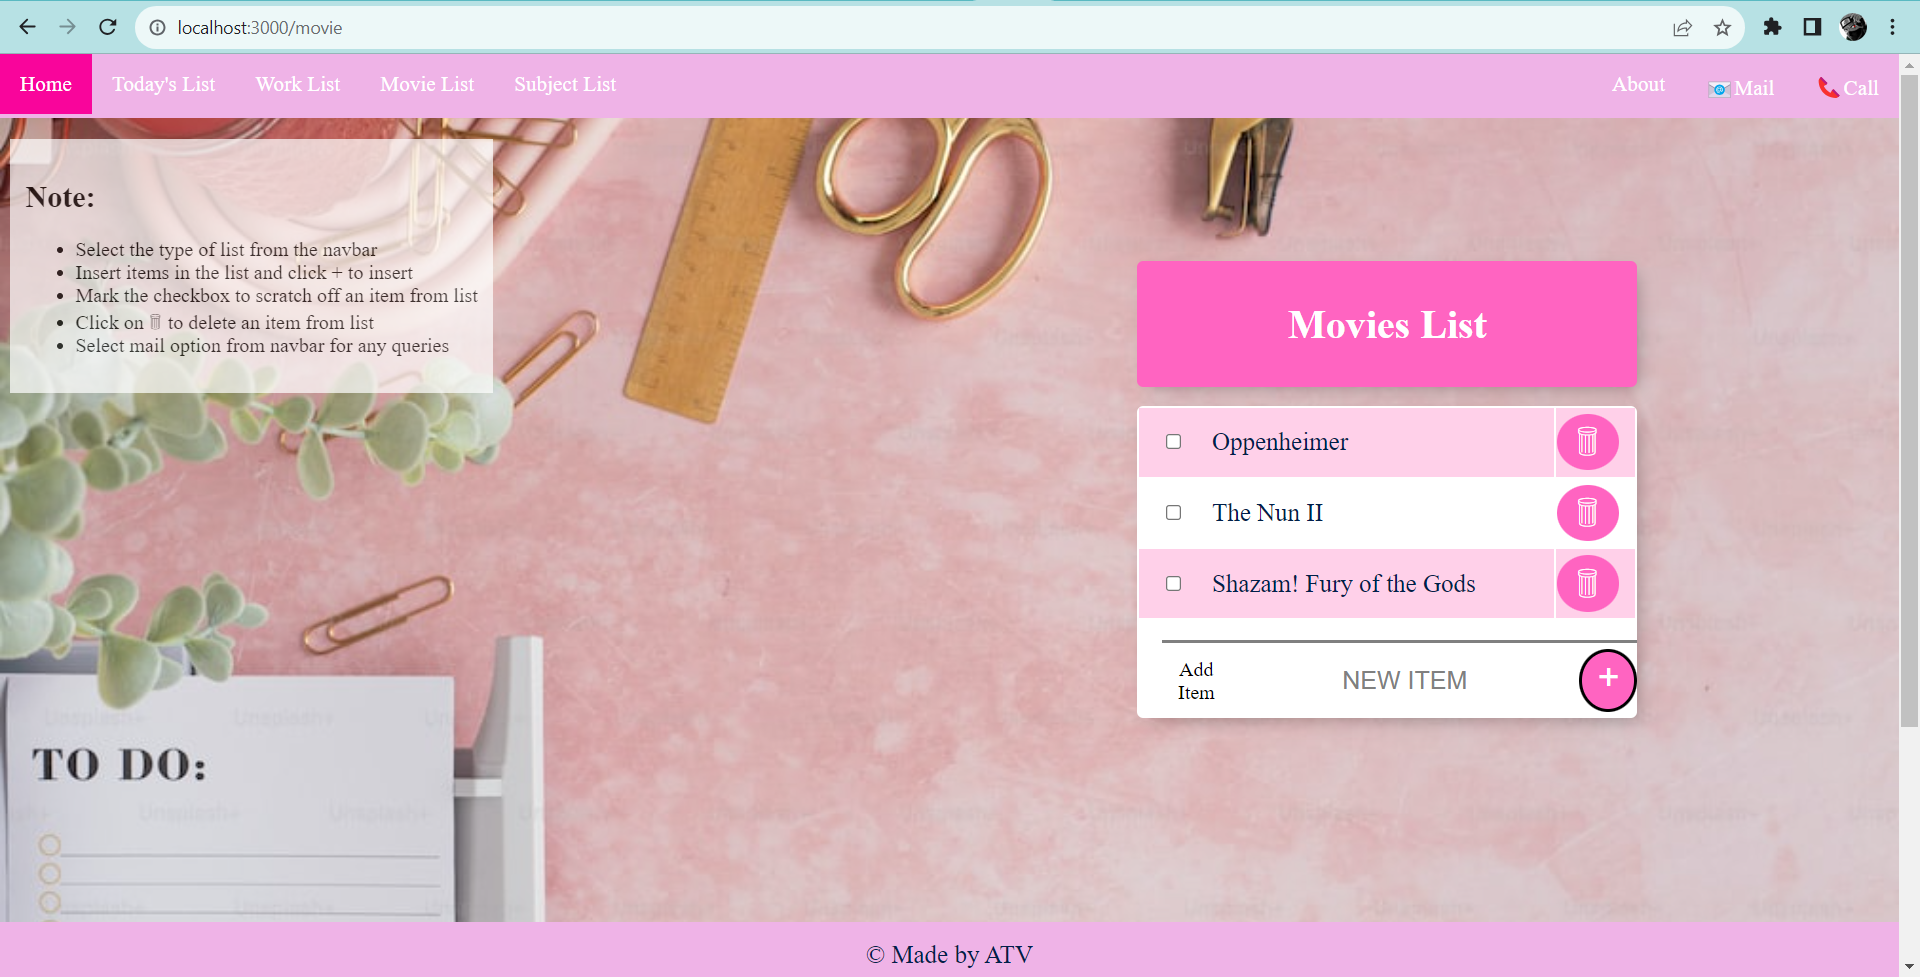 localhost:3000/movie
Home Today's List Work List Movie List Subject List About Mail Call
Note:
Select the type of list from the navbar
Insert items in the list and click + to insert
Mark the checkbox to scratch off an item from list
Click on to delete an item from list
Select mail option from navbar for any queries
Movies List
Oppenheimer
The Nun II
Shazam! Fury of the Gods
Add
Item
NEW ITEM
+
TO DO:
Unsplash+
© Made by ATV